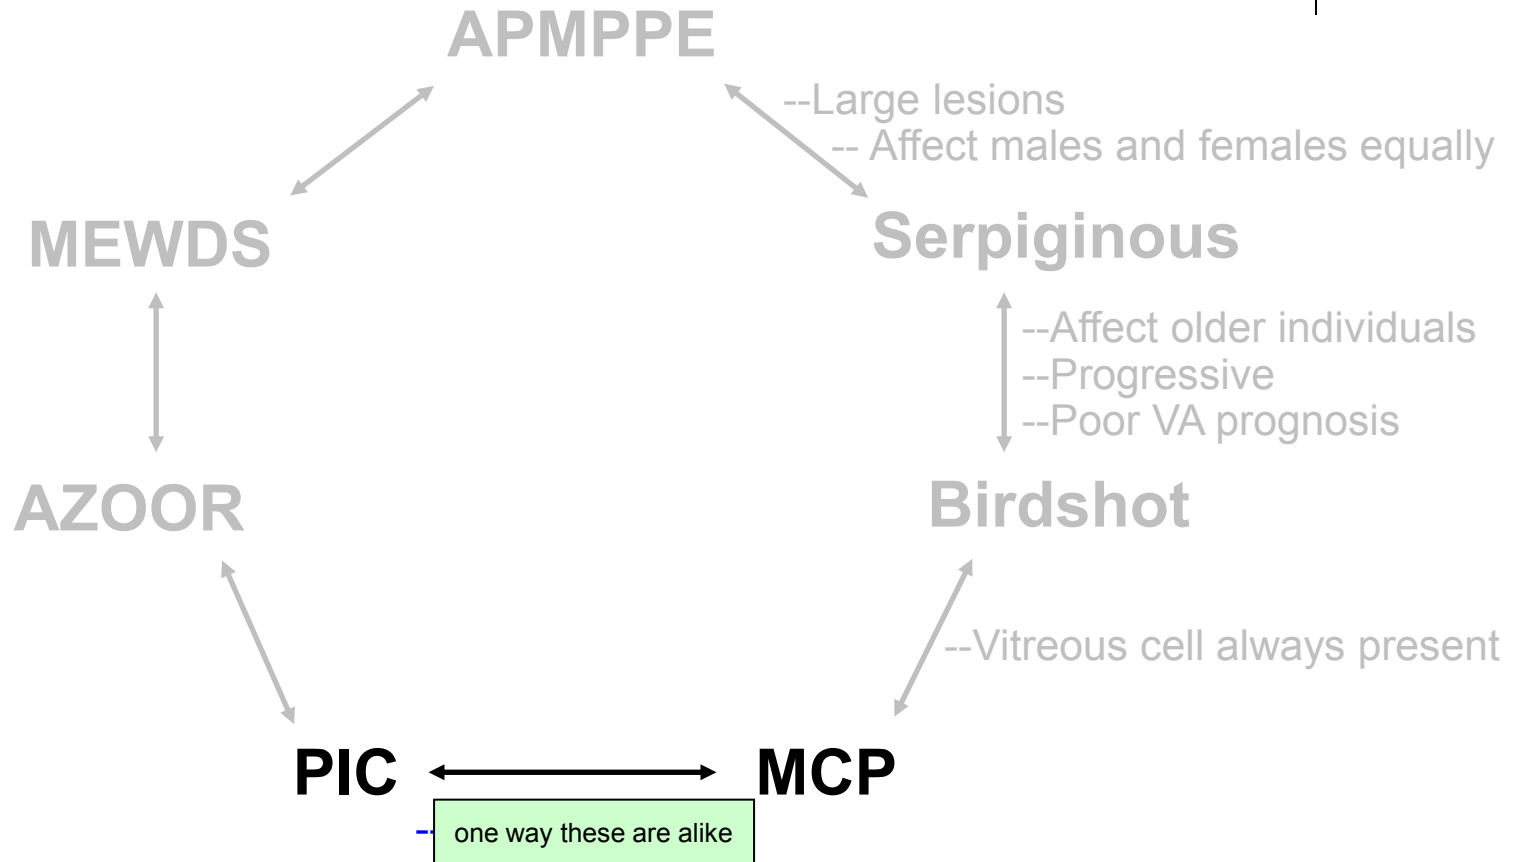 APMPPE
--Large lesions
-- Affect males and females equally
MEWDS
Serpiginous
--Affect older individuals
--Progressive
--Poor VA prognosis
AZOOR
Birdshot
--Vitreous cell always present
PIC
MCP
--
one way these are alike